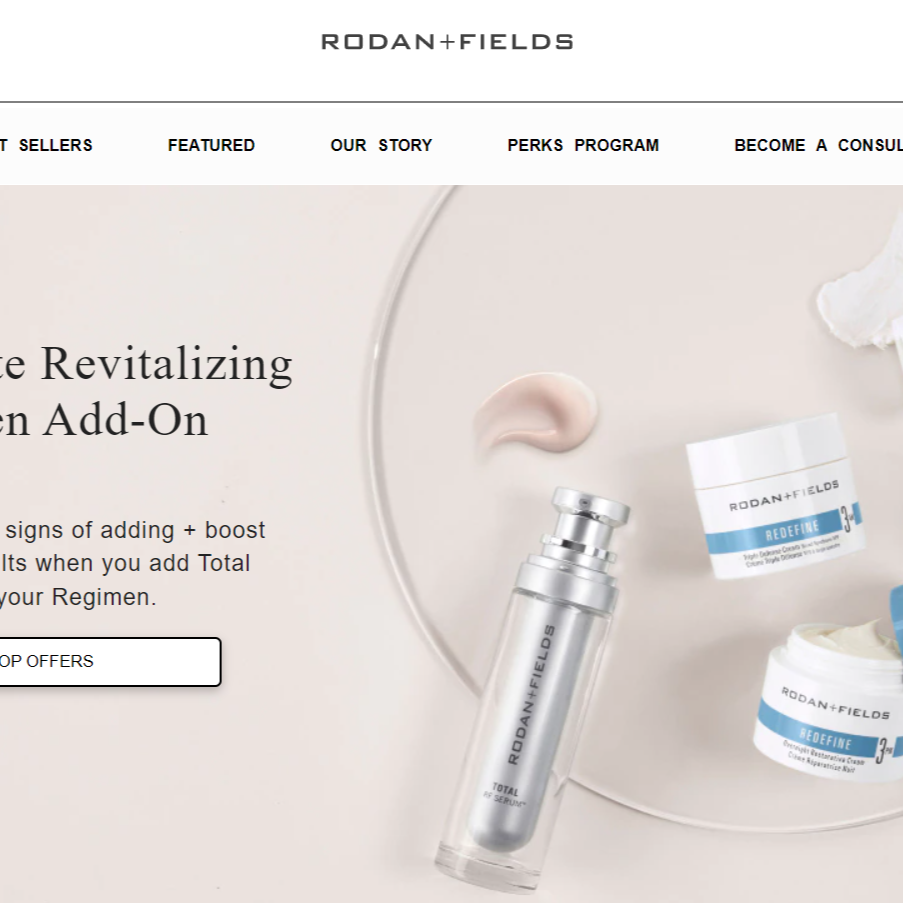 RODAN+FIELDS
T SELLERS FEATURED OUR STORY PERKS PROGRAM BECOME A CONSUL
te Revitalizing
en Add-On
signs of adding + boost
lts when you add Total
your Regimen.
OP OFFERS
RODAN+FIELDS
REDEFINE
3
RODAN+FIELDS
TOTAL
RF SERUM™
RODAN+FIELDS
REDEFINE
3PM
Overnight Restorative Cream
Crème Réparatrice Nuit